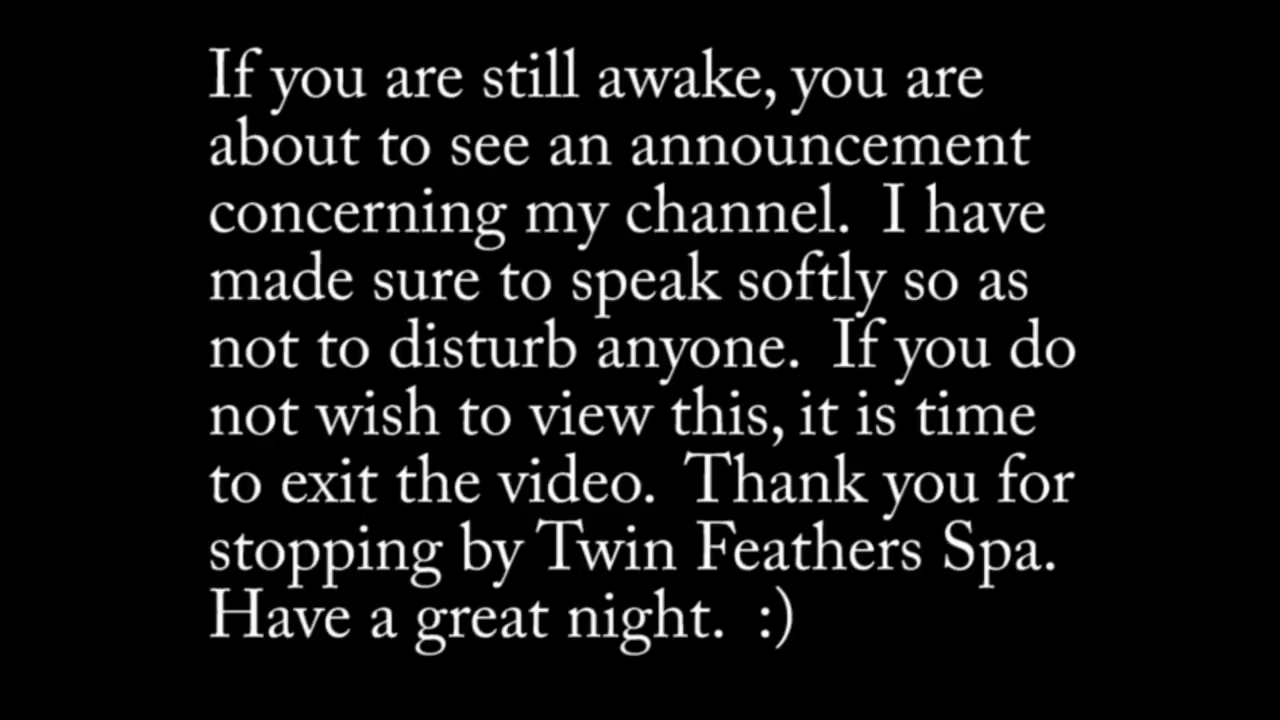 If you are still awake, you are
about to see an announcement
concerning my channel.  I have
made sure to speak softly so as
not to disturb anyone.  If you do
not wish to view this, it is time
to exit the video.  Thank you for
stopping by Twin Feathers Spa.
Have a great night.  :)